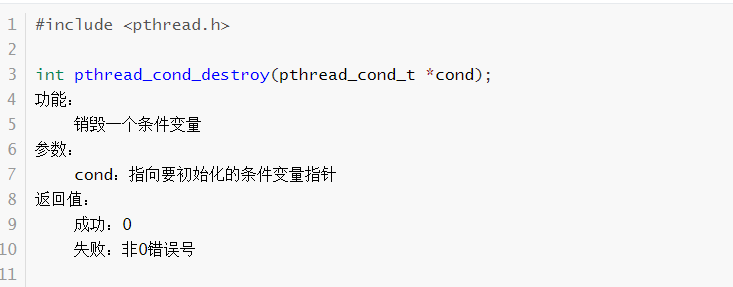 1 #include <pthread.h>
2
3 int pthread_cond_destroy(pthread_cond_t *cond);
4 功能：
5 销毁一个条件变量
6 参数：
7 cond：指向要初始化的条件变量指针
8 返回值：
9 成功：0
10 失败：非0错误号
11